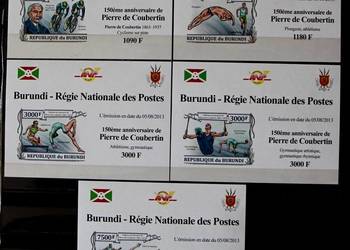 150ème anniversaire de
Pierre de Coubertin
Pierre de Coubertin 1863-1937
Cyclisme sur piste
1090 F
REPUBLIQUE DU BURUNDI
150ème anniversaire de
Pierre de Coubertin
Plongeon, athlétisme
1180 F
REPUBLIQUE DU BURUNDI
Burundi - Régie Nationale des Postes
3000F
L'émission en date du 05/08/2013
150ème anniversaire de
Pierre de Coubertin
Athlétisme, gymnastique
3000 F
REPUBLIQUE DU BURUNDI
Burundi - Régie Nationale des Postes
3000F
L'émission en date du 05/08/2013
150ème anniversaire de
Pierre de Coubertin
Gymnastique rythmique
Gymnastique artistique
3000 F
REPUBLIQUE DU BURUNDI
Burundi - Régie Nationale des Postes
7500F
L'émission en date du 05/08/2013